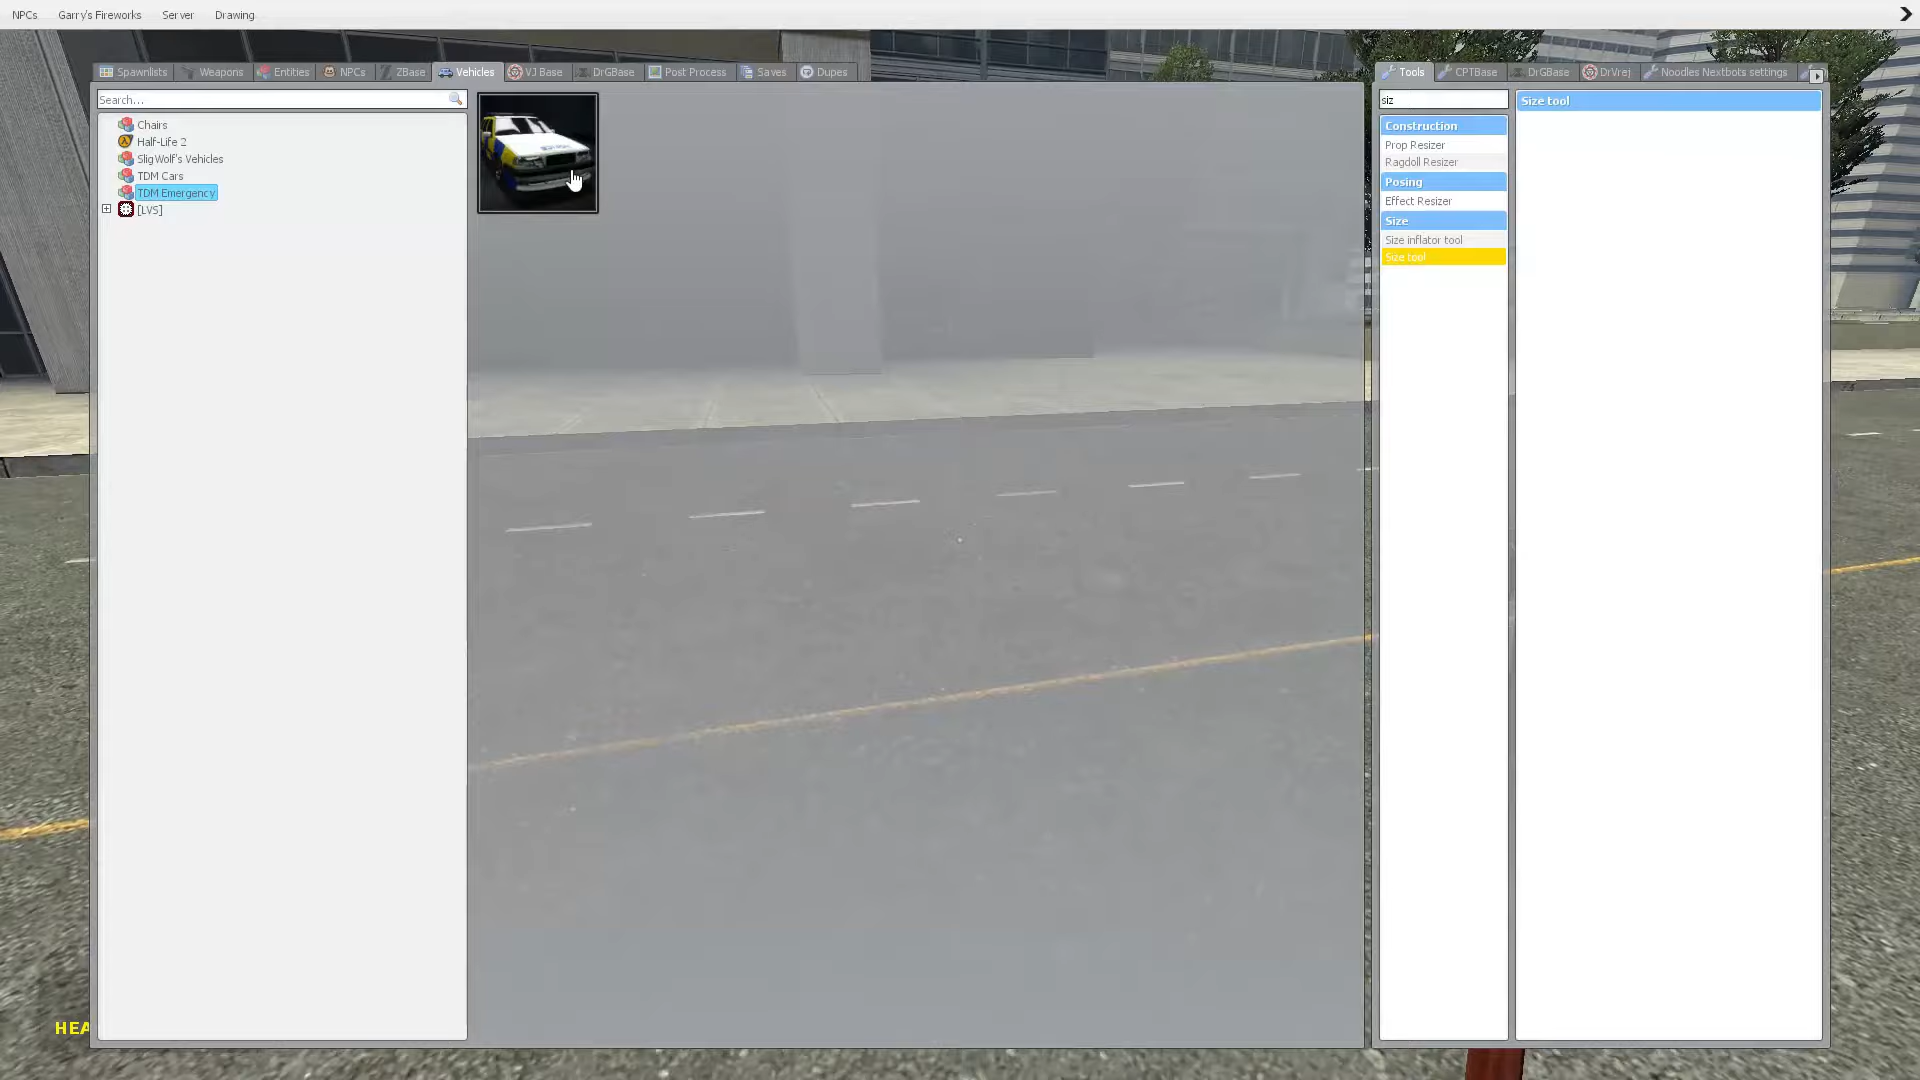 NPCs Garry's Fireworks Server Drawing
Spawnlists Weapons Entities NPCs ZBase Vehicles VJ Base DrGBase Post Process Saves Dupes
Search...
Chairs
Half-Life 2
SligWolf's Vehicles
TDM Cars
TDM Emergency
[LVS]
Tools CPTBase DrGBase DrVrej Noodles Nextbots settings
siz
Construction
Prop Resizer
Ragdoll Resizer
Posing
Effect Resizer
Size
Size inflator tool
Size tool
Size tool
HEA